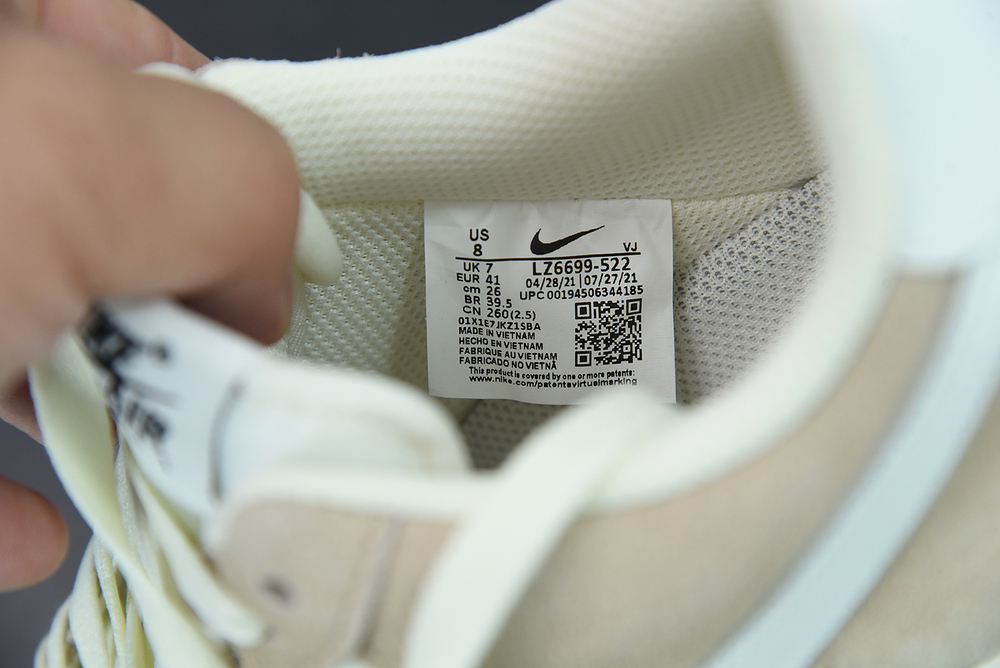 US
8
VJ
UK 7
LZ6699-522
EUR 41
04/28/21 | 07/27/21
cm 26
UPC 00194506344185
BR 39.5
CN 260(2.5)
01X1E7JKZ1SBA
MADE IN VIETNAM
HECHO EN VIETNAM
FABRIQUE AU VIETNAM
FABRICADO NO VIETNÃ
This product is covered by one or more patents:
www.nike.com/patentsvirtualmarking